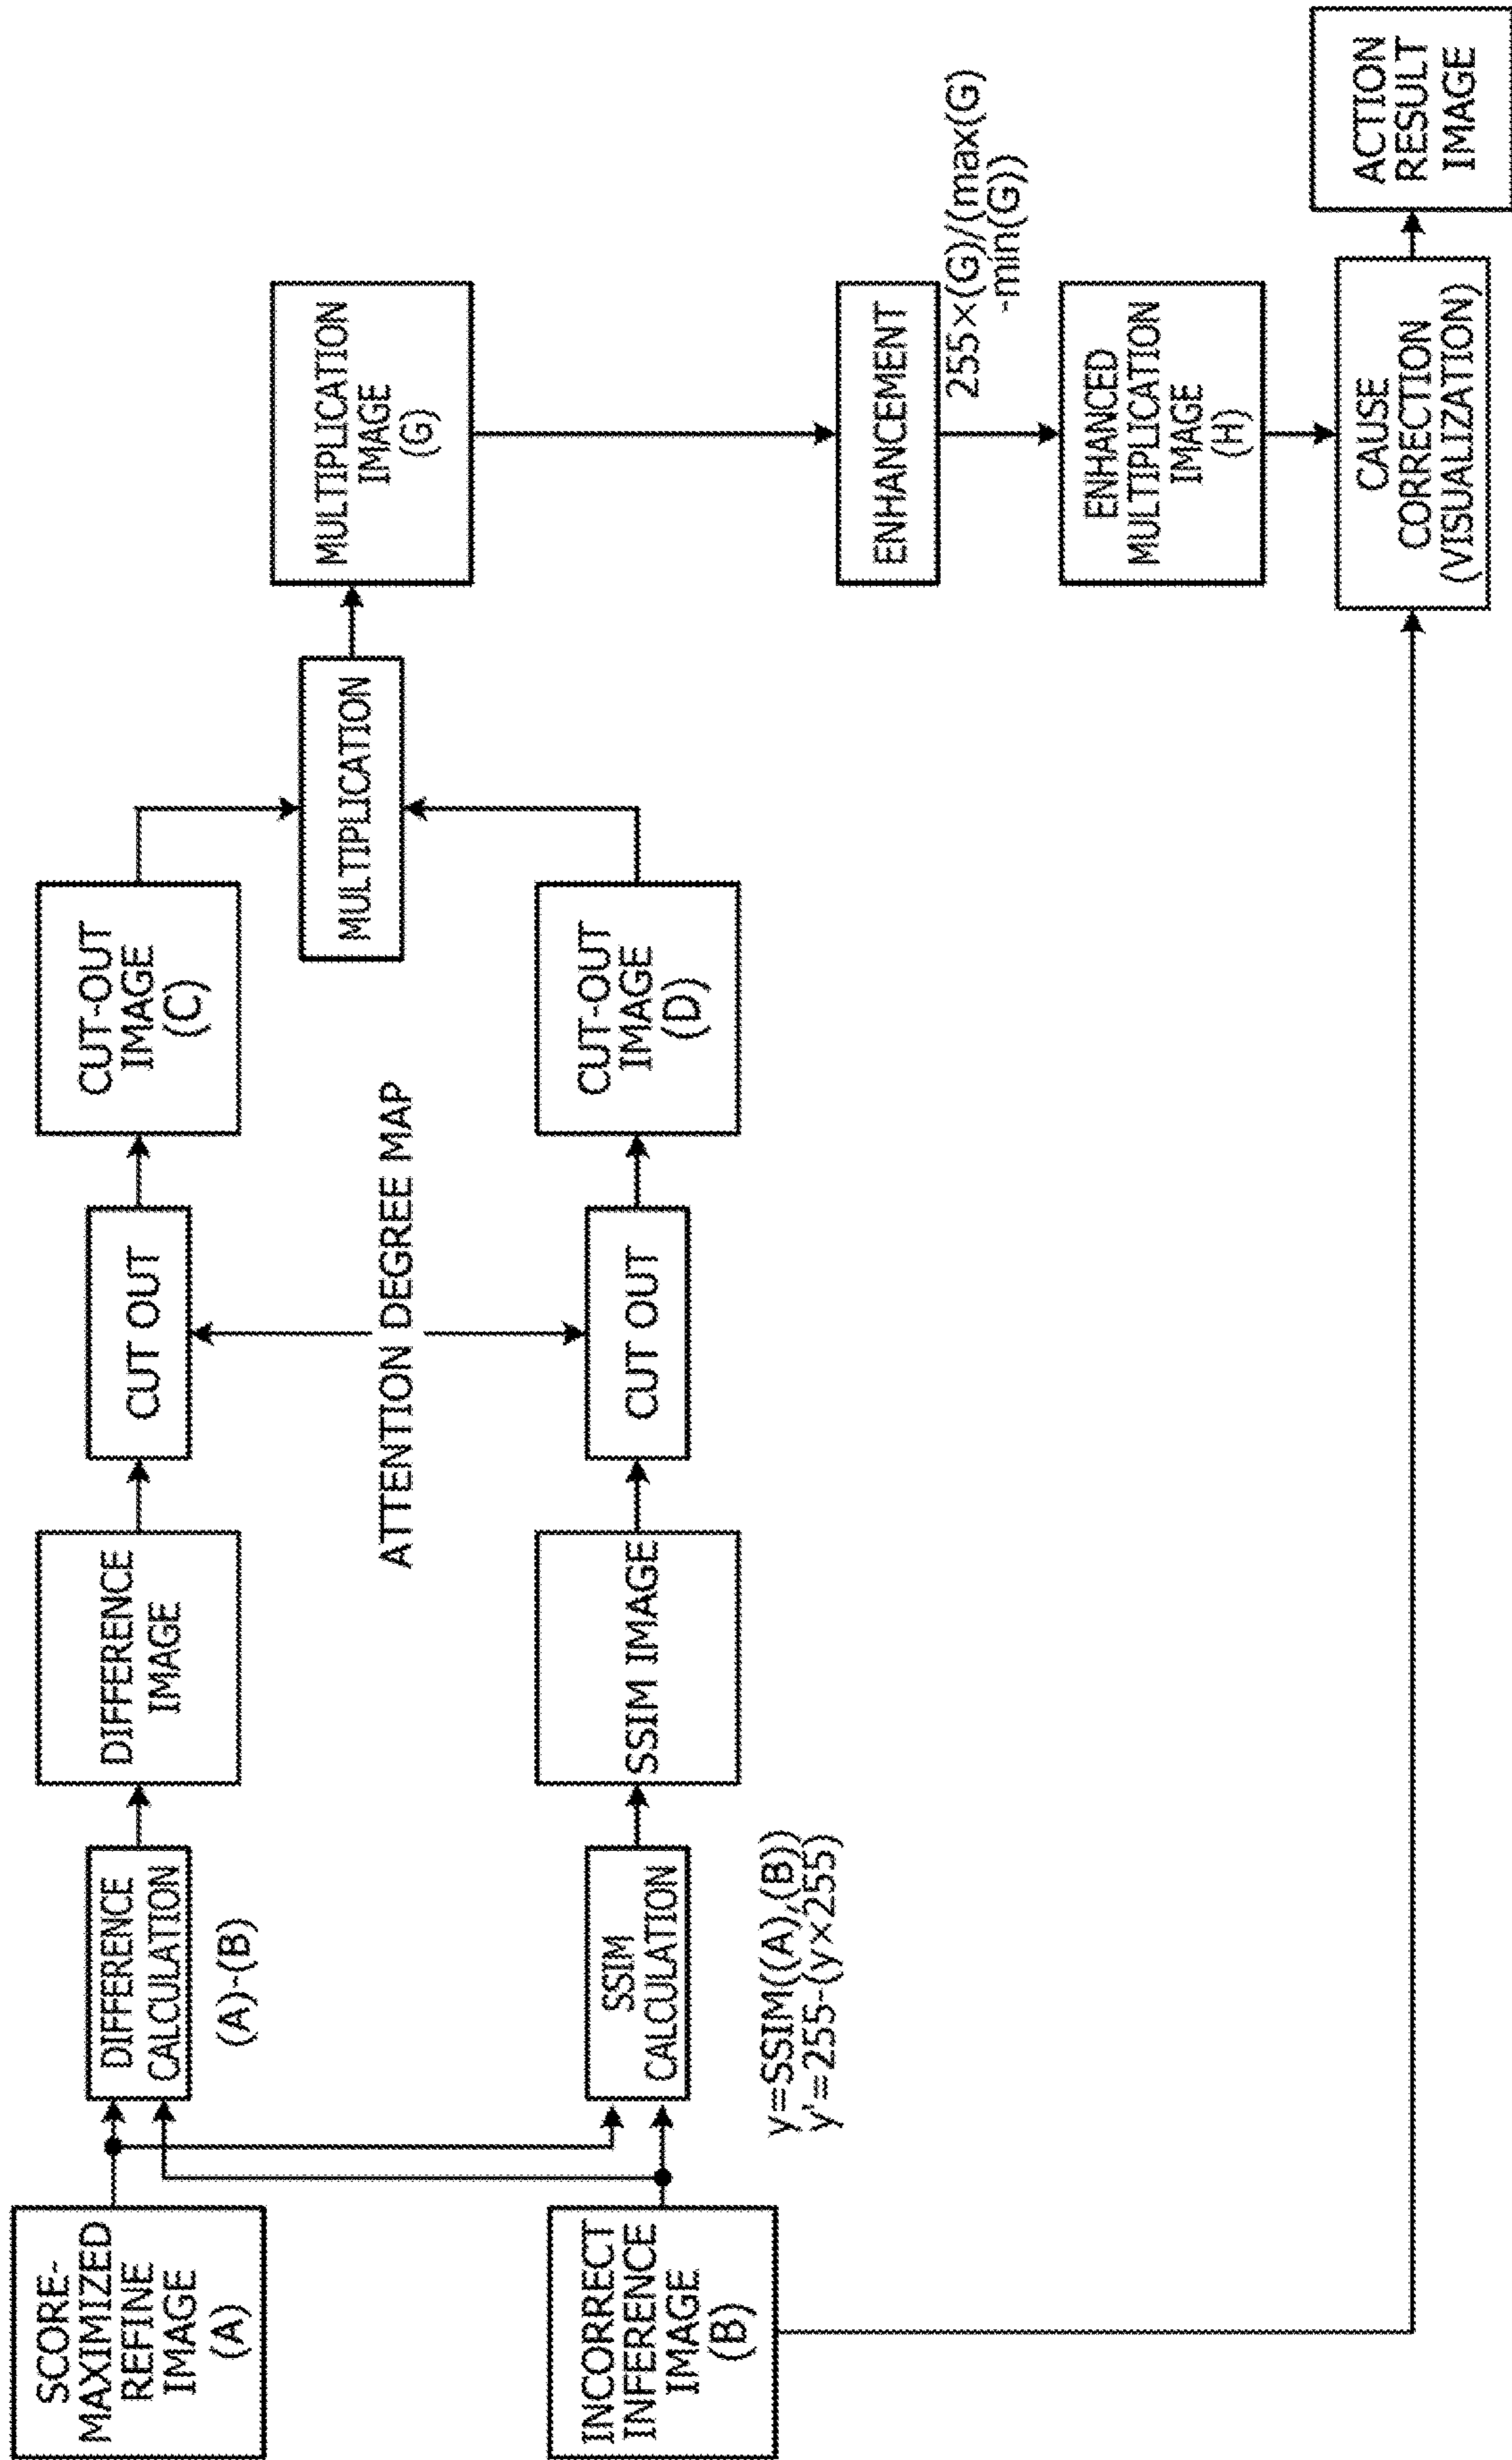 SCORE-
MAXIMIZED
REFINE
IMAGE
(A)
DIFFERENCE
CALCULATION
(A)-(B)
DIFFERENCE
IMAGE
CUT OUT
CUT-OUT
IMAGE
(C)
INCORRECT
INFERENCE
IMAGE
(B)
SSIM
CALCULATION
y=SSIM((A),(B))
y'=255-(y×255)
SSIM IMAGE
CUT OUT
CUT-OUT
IMAGE
(D)
ATTENTION DEGREE MAP
MULTIPLICATION
MULTIPLICATION
IMAGE
(G)
ENHANCEMENT
255×(G)/(max(G)
-min(G))
ENHANCED
MULTIPLICATION
IMAGE
(H)
CAUSE
CORRECTION
(VISUALIZATION)
ACTION
RESULT
IMAGE